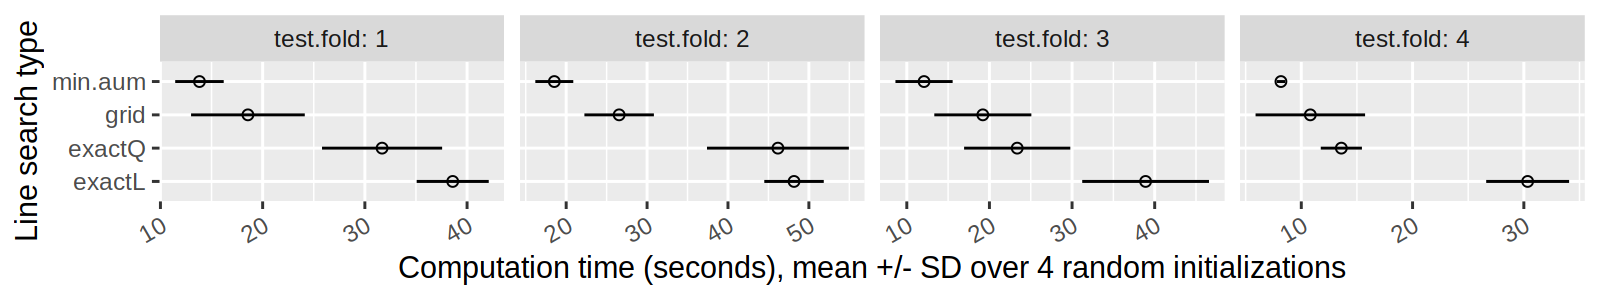 test.fold: 1
test.fold: 2
test.fold: 3
test.fold: 4
Line search type
min.aum
grid
exactQ
exactL
10 20 30 40
20 30 40 50
10 20 30 40
10 20 30
Computation time (seconds), mean +/- SD over 4 random initializations